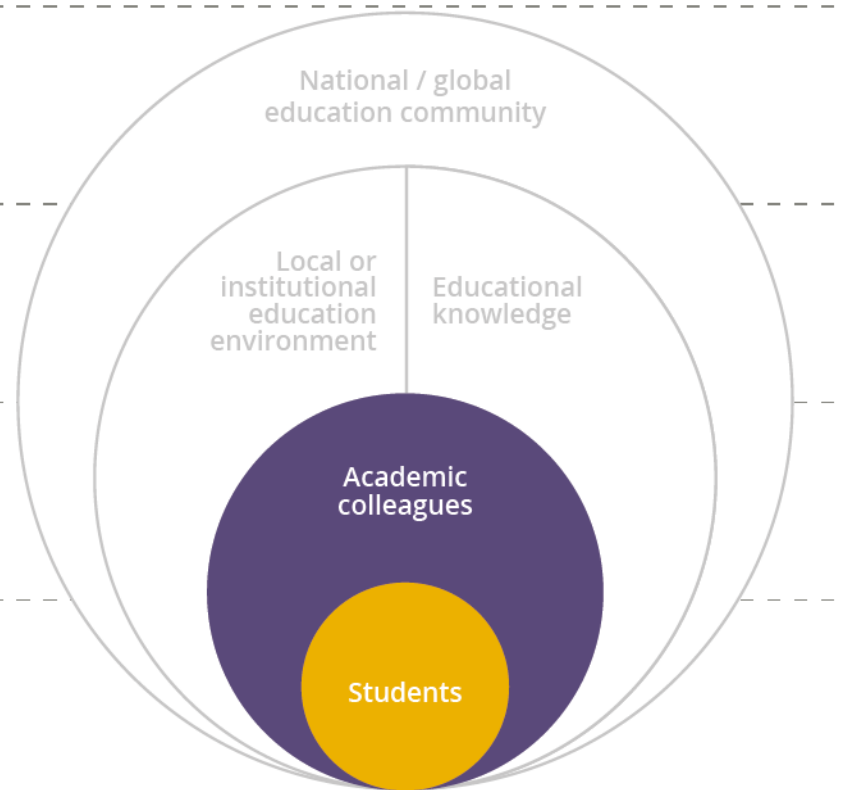 National / global
education community
Local or
institutional
education
environment
Educational
knowledge
Academic
colleagues
Students